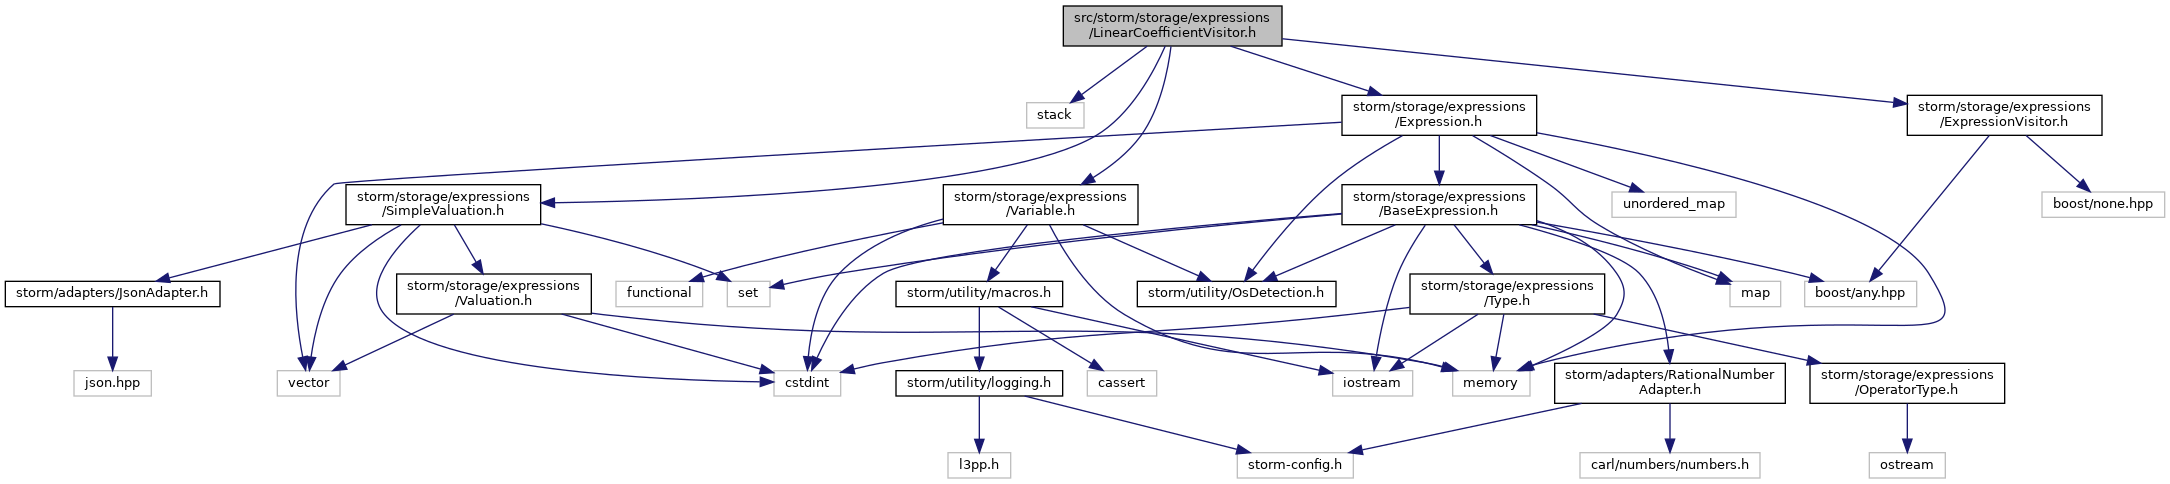 src/storm/storage/expressions
/LinearCoefficientVisitor.h
stack
storm/storage/expressions
/Expression.h
storm/storage/expressions
/ExpressionVisitor.h
storm/storage/expressions
/SimpleValuation.h
storm/storage/expressions
/Variable.h
storm/storage/expressions
/BaseExpression.h
unordered_map
boost/none.hpp
storm/adapters/JsonAdapter.h
storm/storage/expressions
/Valuation.h
functional
set
storm/utility/macros.h
storm/utility/OsDetection.h
storm/storage/expressions
/Type.h
map
boost/any.hpp
json.hpp
vector
cstdint
storm/utility/logging.h
cassert
iostream
memory
storm/adapters/RationalNumber
Adapter.h
storm/storage/expressions
/OperatorType.h
l3pp.h
storm-config.h
carl/numbers/numbers.h
ostream